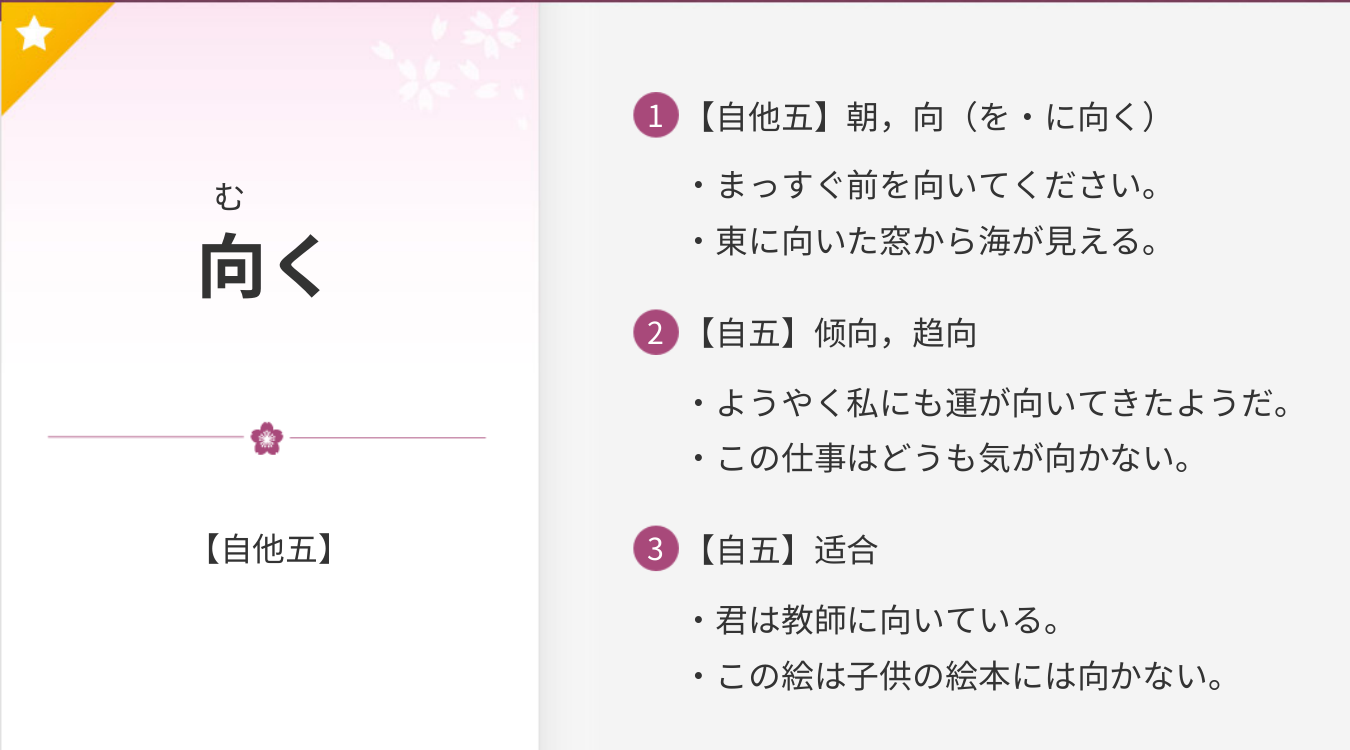 む
向く
【自他五】
1【自他五】朝，向（を・に向く）
・まっすぐ前を向いてください。
・東に向いた窓から海が見える。
2【自五】倾向，趋向
・ようやく私にも運が向いてきたようだ。
・この仕事はどうも気が向かない。
3【自五】适合
・君は教師に向いている。
・この絵は子供の絵本には向かない。